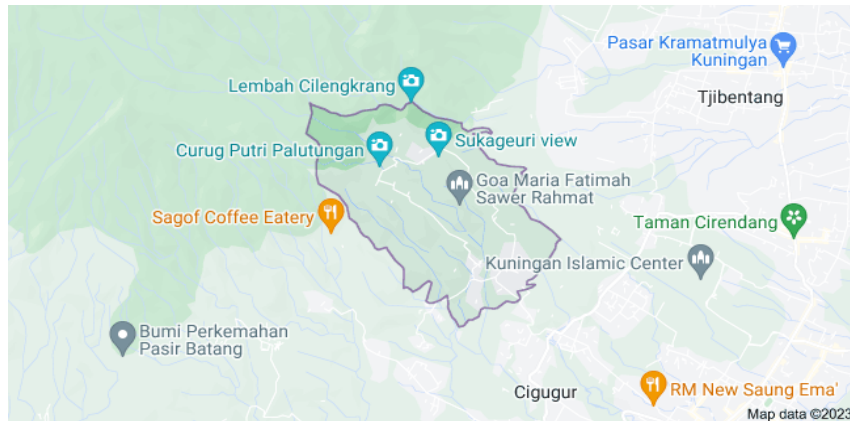 Pasar Kramatmulya
Kuningan
Lembah Cilengkrang
Tjibentang
Curug Putri Palutungan
Sukageuri view
Goa Maria Fatimah
Sawer Rahmat
Sagof Coffee Eatery
Taman Cirendang
Kuningan Islamic Center
Bumi Perkemahan
Pasir Batang
Cigugur
RM New Saung Ema'
Map data ©2023